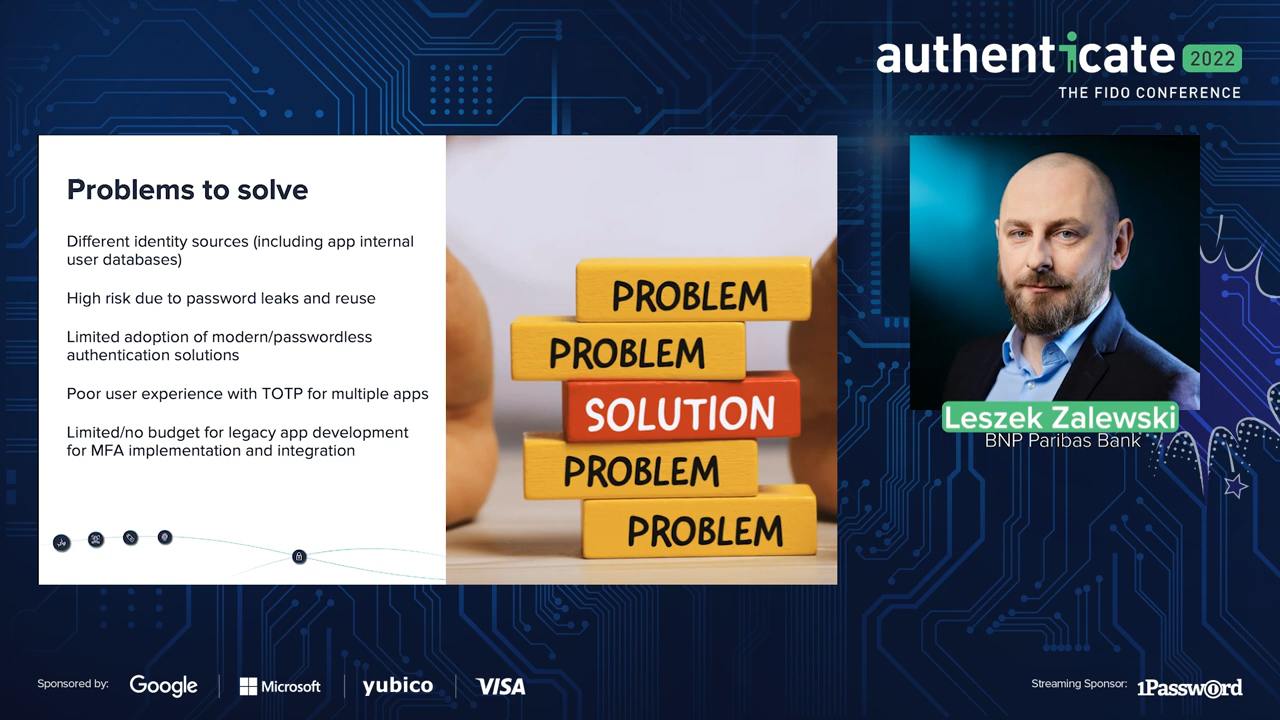 authenticate 2022
THE FIDO CONFERENCE
Problems to solve
Different identity sources (including app internal
user databases)
High risk due to password leaks and reuse
Limited adoption of modern/passwordless
authentication solutions
Poor user experience with TOTP for multiple apps
Limited/no budget for legacy app development
for MFA implementation and integration
PROBLEM
PROBLEM
SOLUTION
PROBLEM
PROBLEM
Leszek Zalewski
BNP Paribas Bank
Sponsored by:
Google
Microsoft
yubico
VISA
Streaming Sponsor:
1Password